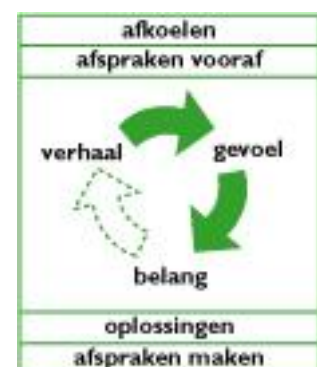 afkoelen
afspraken vooraf
verhaal gevoel
belang
oplossingen
afspraken maken